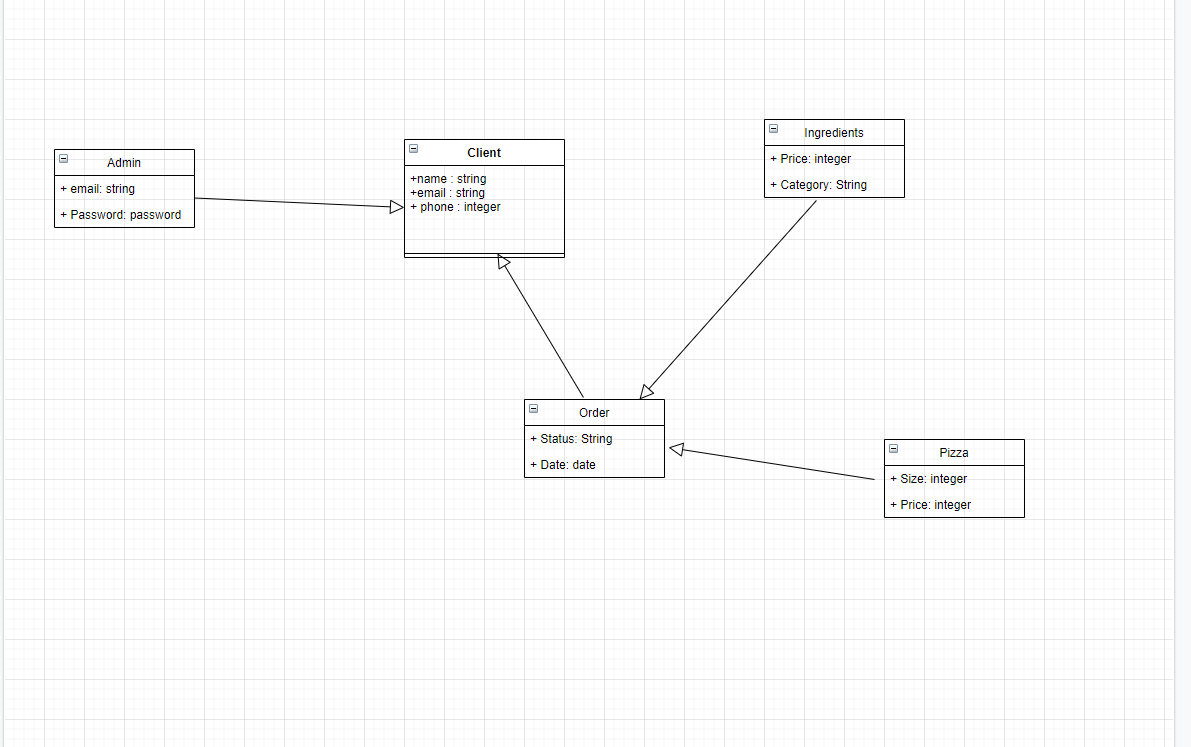 Admin
+ email: string
+ Password: password
Client
+name : string
+email : string
+ phone : integer
Ingredients
+ Price: integer
+ Category: String
Order
+ Status: String
+ Date: date
Pizza
+ Size: integer
+ Price: integer